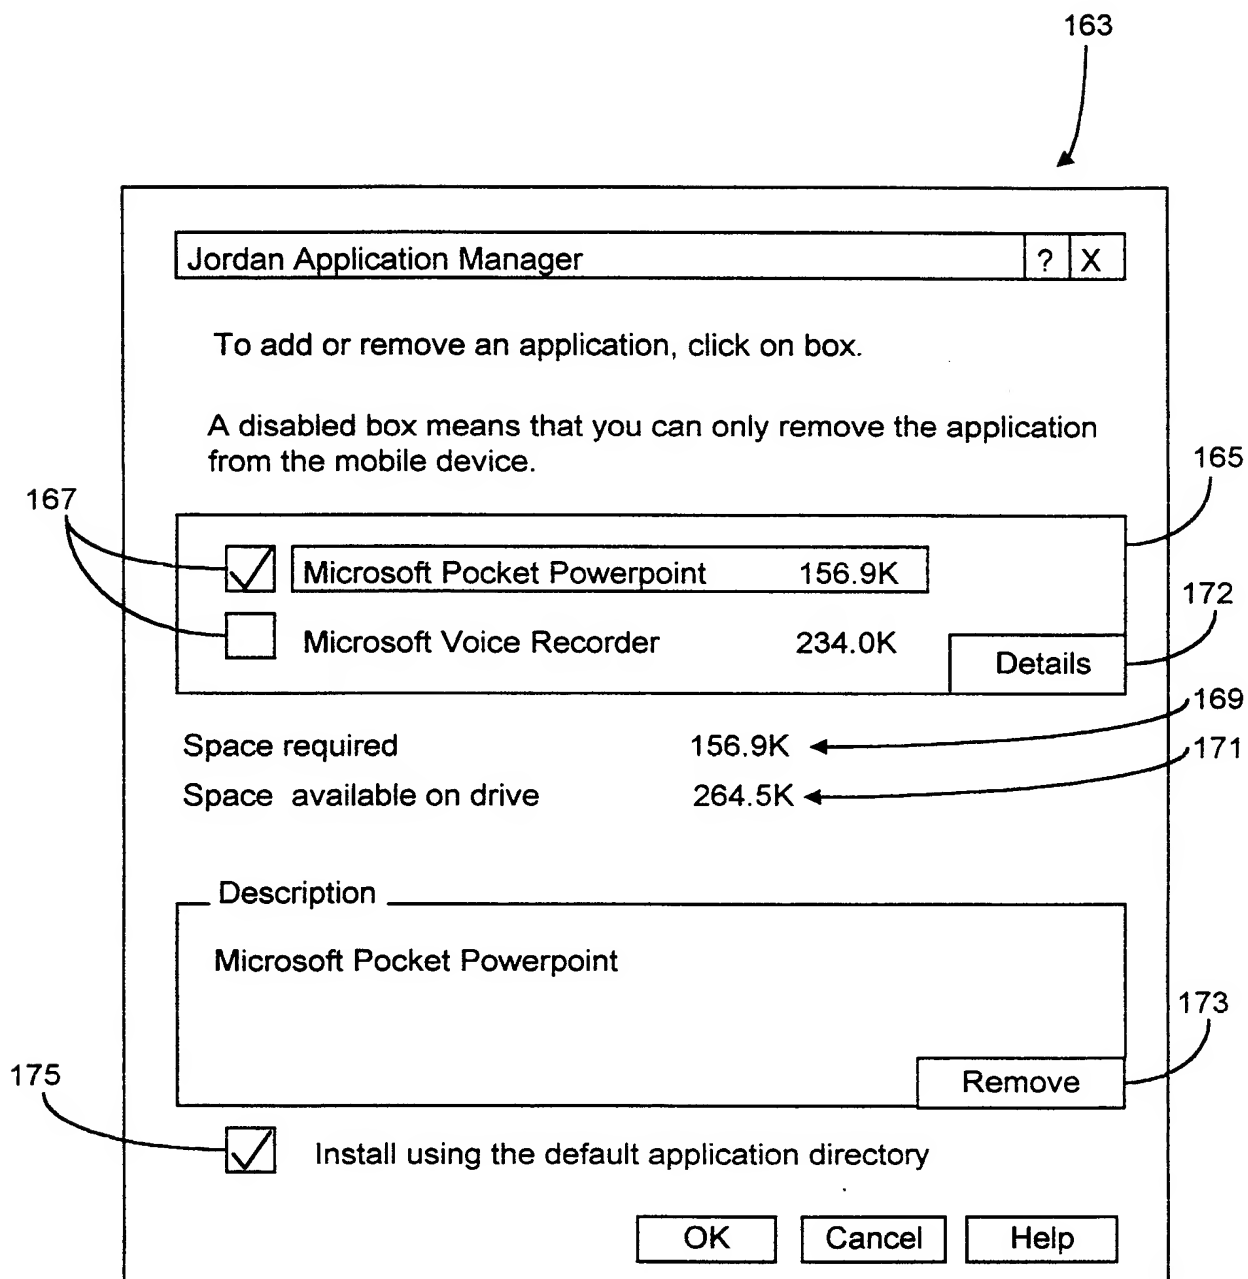 163
Jordan Application Manager ? X
To add or remove an application, click on box.
A disabled box means that you can only remove the application
from the mobile device.
165
167
Microsoft Pocket Powerpoint 156.9K
172
Microsoft Voice Recorder 234.0K
Details
169
Space required 156.9K
171
Space available on drive 264.5K
Description
Microsoft Pocket Powerpoint
173
Remove
175
Install using the default application directory
OK Cancel Help